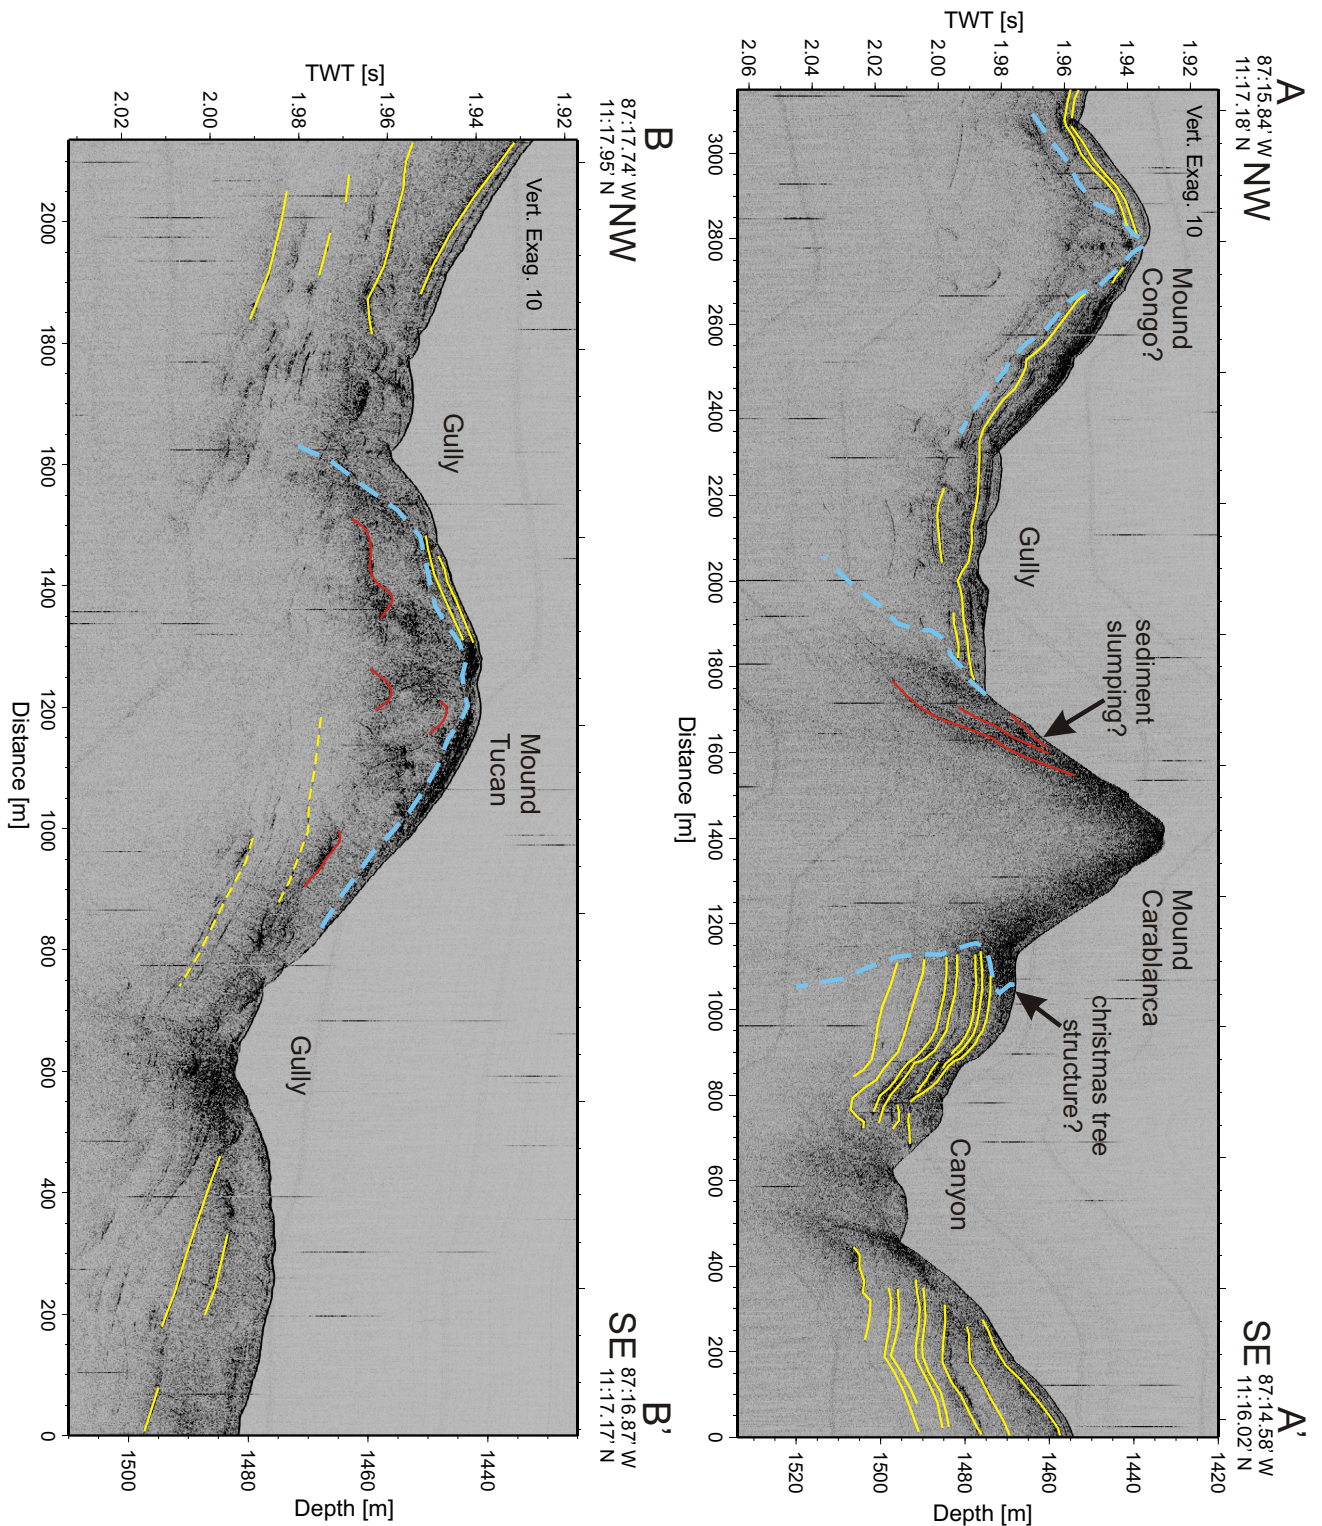 A
NW
87:15.84' W
11:17.18' N
SE
A'
87:14.58' W
11:16.02' N
Vert. Exag. 10
Mound
Congo?
Gully
sediment
slumping?
Mound
Carablanca
christmas tree
structure?
Canyon
TWT [s]
1.92
1.94
1.96
1.98
2.00
2.02
2.04
2.06
1420
1440
1460
1480
1500
1520
Depth [m]
3000
2800
2600
2400
2200
2000
1800
1600
1400
1200
1000
800
600
400
200
0
Distance [m]
B
NW
87:17.74' W
11:17.95' N
SE
B'
87:16.87' W
11:17.17' N
Vert. Exag. 10
Gully
Mound
Tucan
Gully
TWT [s]
1.92
1.94
1.96
1.98
2.00
2.02
1440
1460
1480
1500
Depth [m]
2000
1800
1600
1400
1200
1000
800
600
400
200
0
Distance [m]